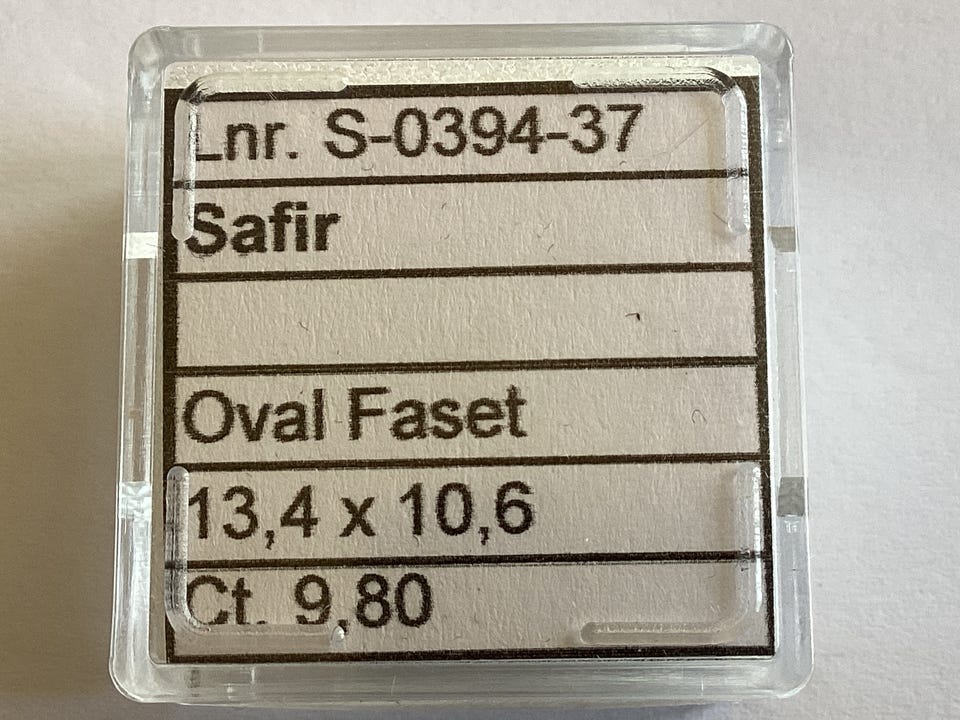 Lnr. S-0394-37
Safir
Oval Faset
13,4 x 10,6
Ct. 9,80